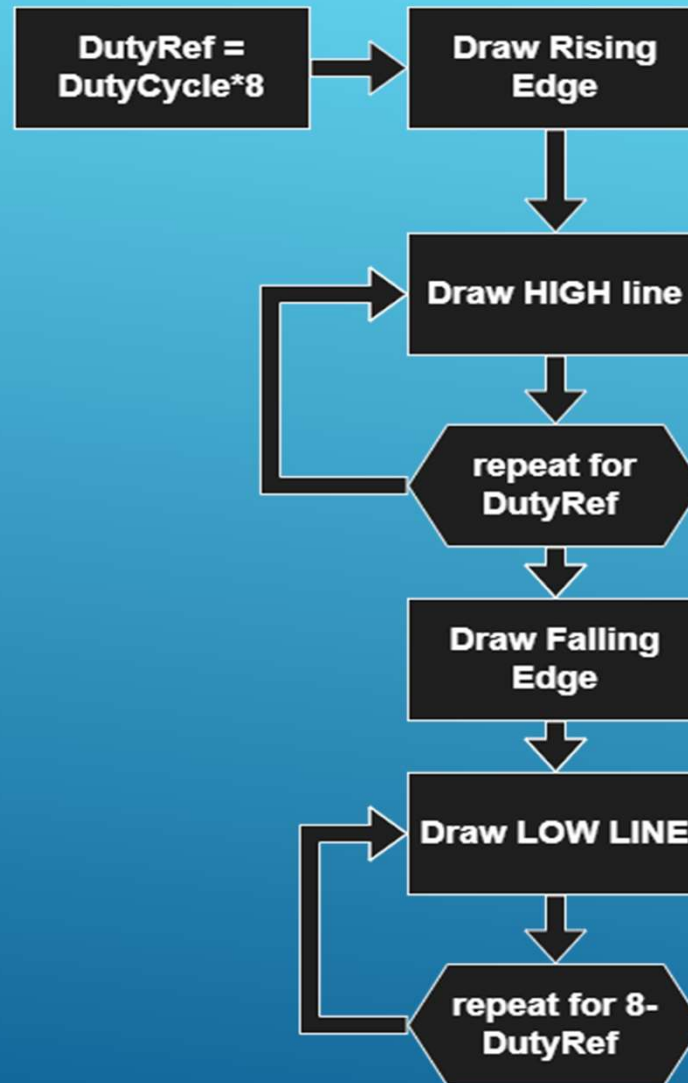 DutyRef =
DutyCycle*8
Draw Rising
Edge
Draw HIGH line
repeat for
DutyRef
Draw Falling
Edge
Draw LOW LINE
repeat for 8-
DutyRef